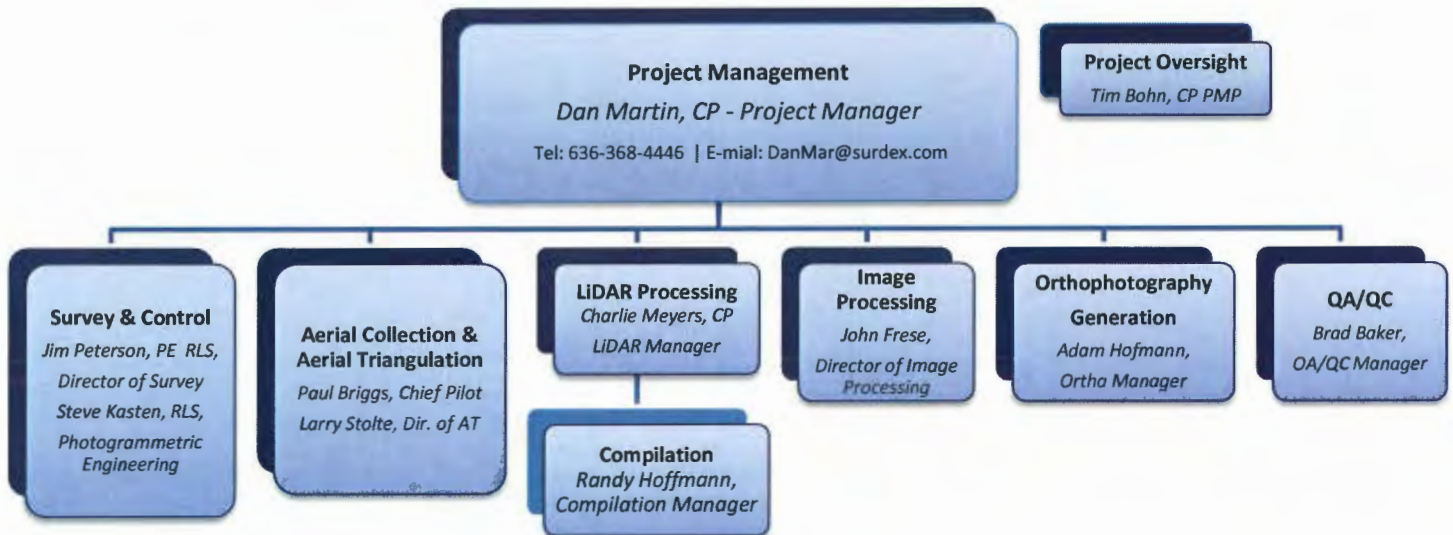 Project Management
Dan Martin, CP - Project Manager
Tel: 636-368-4446 | E-mial: DanMar@surdex.com
Project Oversight
Tim Bohn, CP PMP
Survey & Control
Jim Peterson, PE RLS,
Director of Survey
Steve Kasten, RLS,
Photogrammetric
Engineering
Aerial Collection &
Aerial Triangulation
Paul Briggs, Chief Pilot
Larry Stolte, Dir. of AT
LiDAR Processing
Charlie Meyers, CP
LiDAR Manager
Compilation
Randy Hoffmann,
Compilation Manager
Image
Processing
John Frese,
Director of Image
Processing
Orthophotography
Generation
Adam Hofmann,
Ortha Manager
QA/QC
Brad Baker,
OA/QC Manager